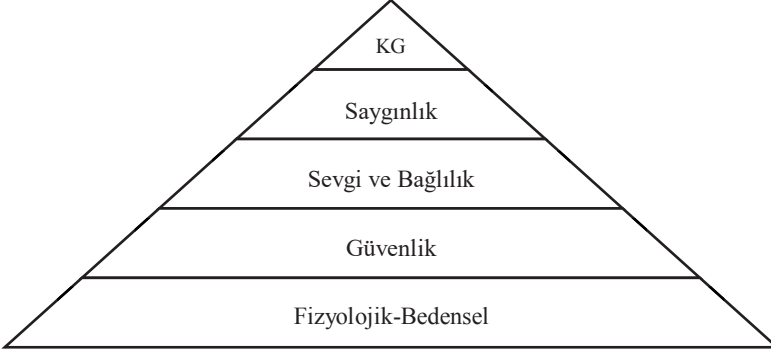 KG
Saygınlık
Sevgi ve Bağlılık
Güvenlik
Fizyolojik-Bedensel